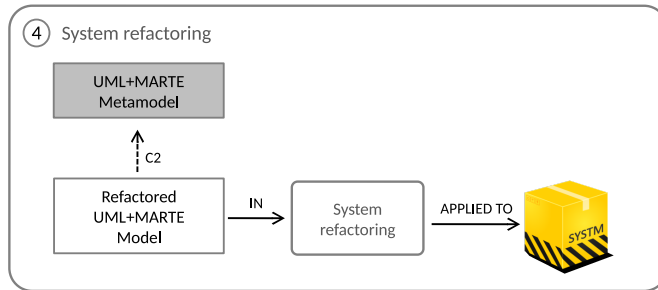 4 System refactoring
UML+MARTE
Metamodel
C2
Refactored
UML+MARTE
Model
IN
System
refactoring
APPLIED TO
SYSTM